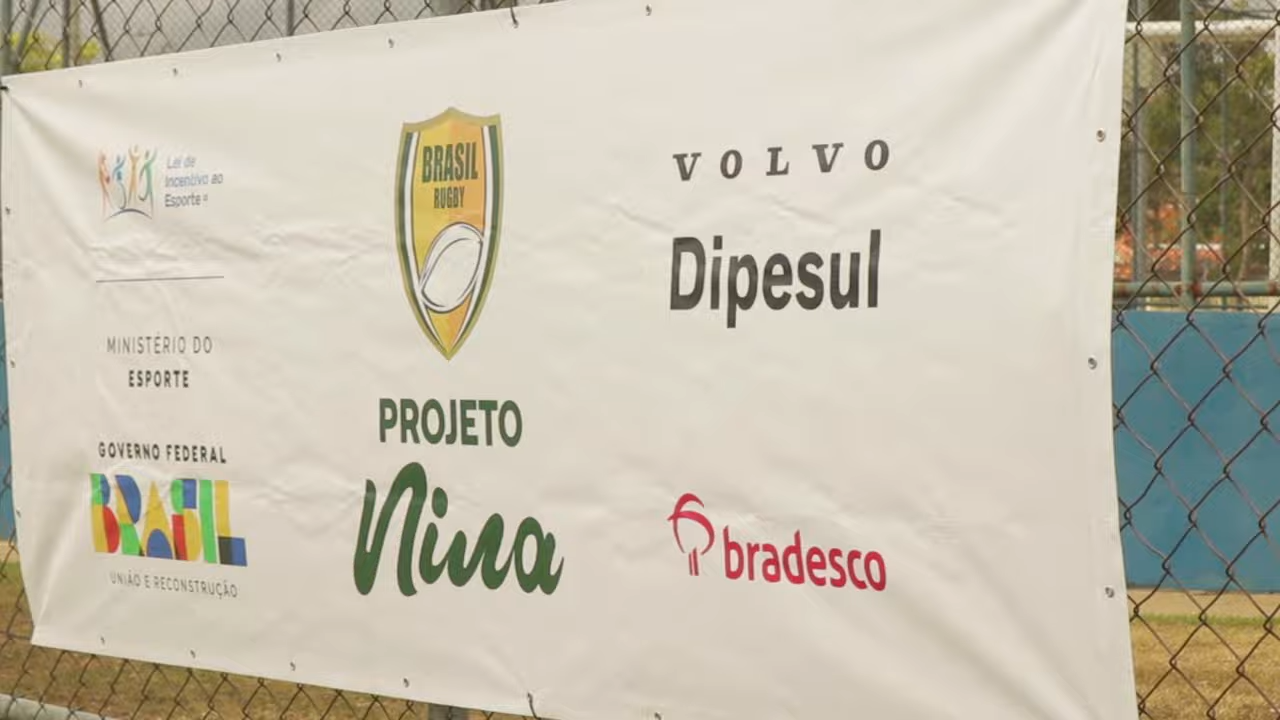 Lei de
Incentivo ao
Esporte
MINISTÉRIO DO
ESPORTE
GOVERNO FEDERAL
BRASIL
UNIÃO E RECONSTRUÇÃO
BRASIL
RUGBY
PROJETO
Nina
VOLVO
Dipesul
bradesco